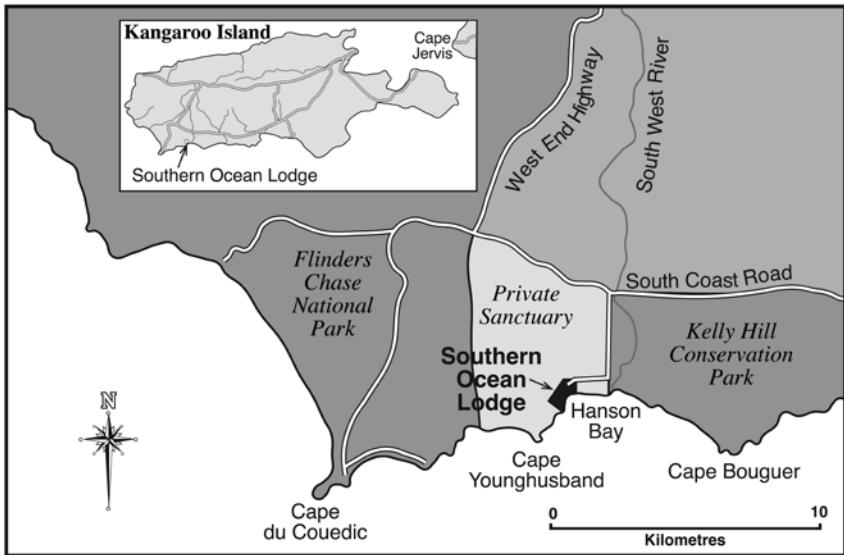 Kangaroo Island
Cape
Jervis
Southern Ocean Lodge
West End Highway
South West River
Flinders
Chase
National
Park
Private
Sanctuary
South Coast Road
Kelly Hill
Conservation
Park
Southern
Ocean
Lodge
Hanson
Bay
N
Cape
Younghusband
Cape Bouguer
Cape
du Couedic
0
10
Kilometres